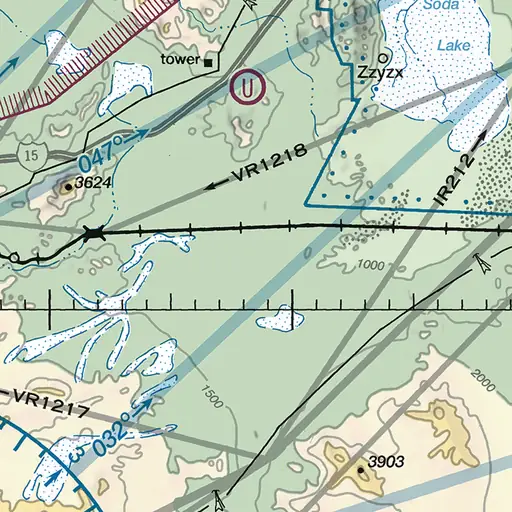 Soda
Lake
tower
Zzyzx
U
15
047°
VR1218
IR212
3624
1000
1500
2000
VR1217
032°
3903